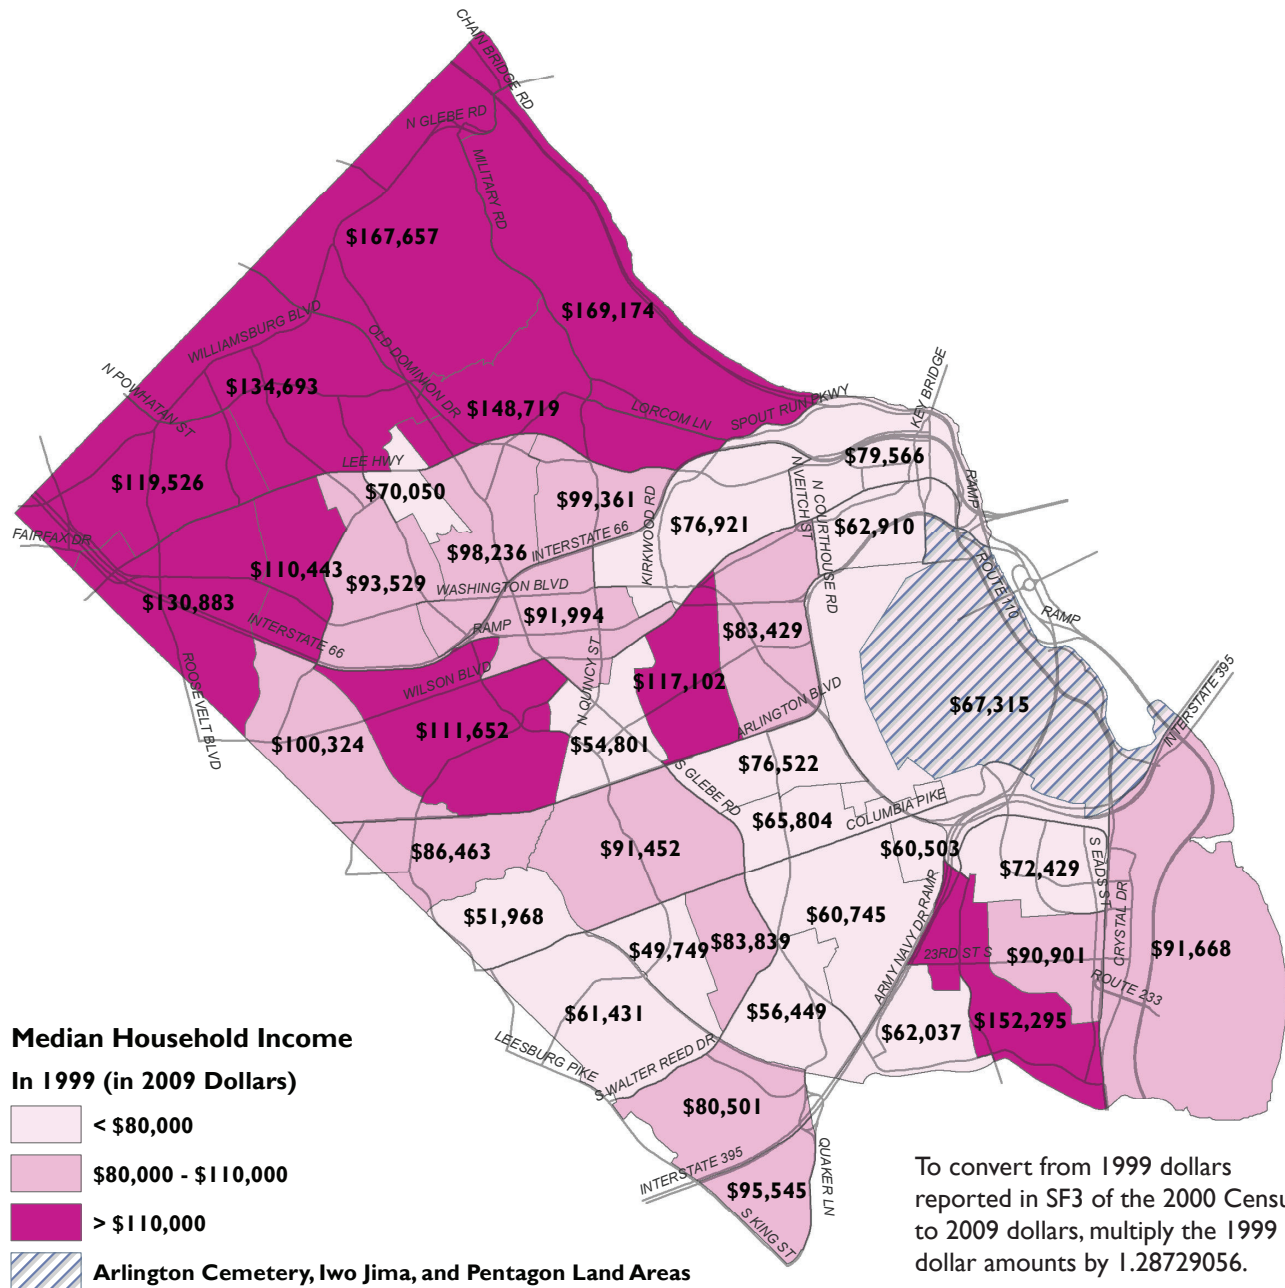 CHAIN BRIDGE RD
N GLEBE RD
MILITARY RD
$167,657
$169,174
WILLIAMSBURG BLVD
OLD DOMINION DR
N POWHATAN ST
$134,693
$148,719
LORCOM LN
SPOUT RUN PKWY
KEY BRIDGE
LEE HWY
$79,566
$119,526
$70,050
$99,361
KIRKWOOD RD
$76,921
N VEITCH ST
N COURTHOUSE RD
$62,910
RAMP
FAIRFAX DR
$110,443
$93,529
$98,236
INTERSTATE 66
WASHINGTON BLVD
ROUTE 110
$130,883
INTERSTATE 66
RAMP
$91,994
$83,429
RAMP
ROOSEVELT BLVD
WILSON BLVD
N QUINCY ST
$117,102
ARLINGTON BLVD
$67,315
INTERSTATE 395
$100,324
$111,652
$54,801
S GLEBE RD
$76,522
$65,804
COLUMBIA PIKE
$86,463
$91,452
$60,503
$72,429
S EADS ST
$51,968
$49,749
$83,839
$60,745
ARMY NAVY DR RAMP
23RD ST S
$90,901
CRYSTAL DR
$91,668
ROUTE 233
$61,431
$56,449
$62,037
$152,295
LEESBURG PIKE
S WALTER REED DR
$80,501
INTERSTATE 395
QUAKER LN
$95,545
S KING ST
Median Household Income
In 1999 (in 2009 Dollars)
< $80,000
$80,000 - $110,000
> $110,000
Arlington Cemetery, Iwo Jima, and Pentagon Land Areas
To convert from 1999 dollars
reported in SF3 of the 2000 Censu
to 2009 dollars, multiply the 1999
dollar amounts by 1.28729056.